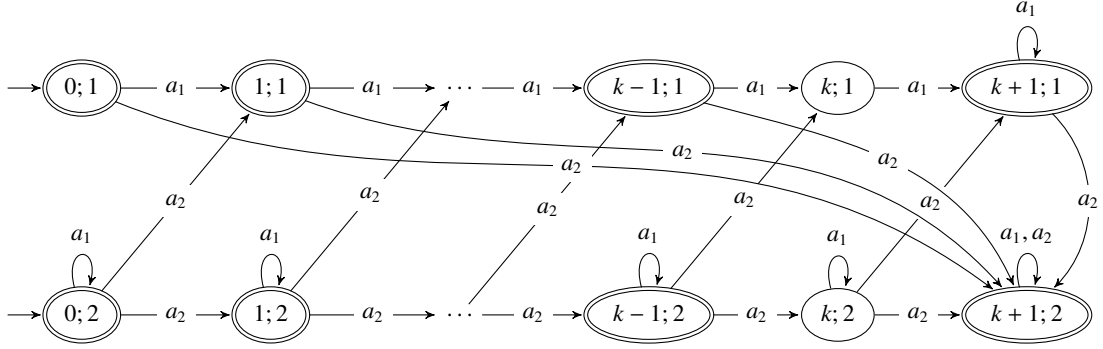 a₁
0; 1 a₁ 1; 1 a₁ ⋯ a₁ k − 1; 1 a₁ k; 1 a₁ k + 1; 1
a₂ a₂ a₂
a₂ a₂ a₂ a₂ a₂ a₂ a₂
a₁ a₁ a₁ a₁ a₁, a₂
0; 2 a₂ 1; 2 a₂ ⋯ a₂ k − 1; 2 a₂ k; 2 a₂ k + 1; 2